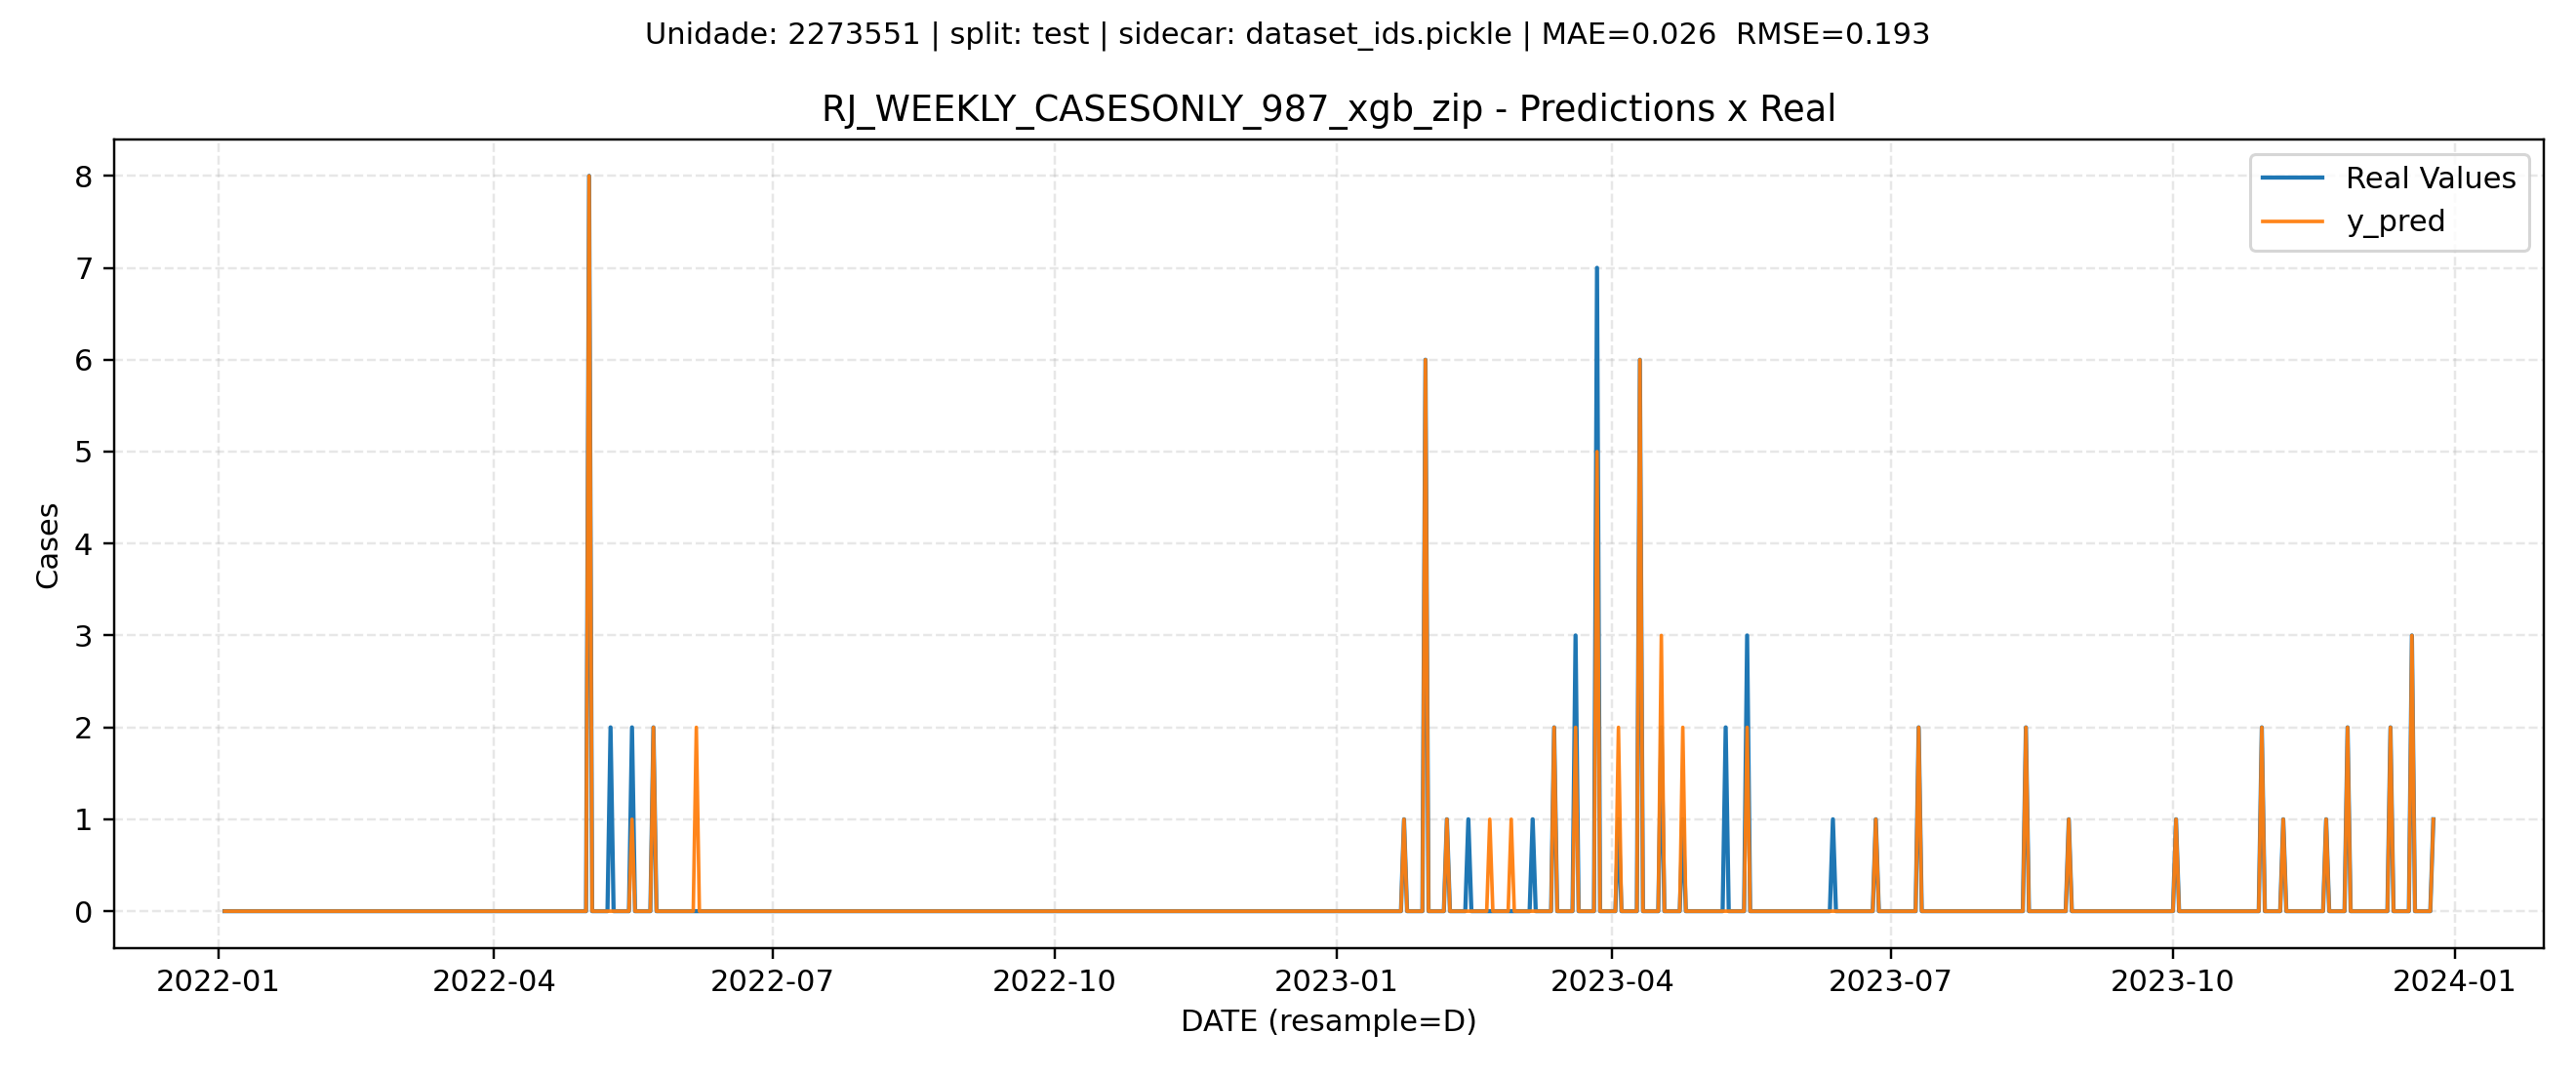 Unidade: 2273551 | split: test | sidecar: dataset_ids.pickle | MAE=0.026  RMSE=0.193
RJ_WEEKLY_CASESONLY_987_xgb_zip - Predictions x Real
Real Values
y_pred
Cases
8
7
6
5
4
3
2
1
0
2022-01 2022-04 2022-07 2022-10 2023-01 2023-04 2023-07 2023-10 2024-01
DATE (resample=D)